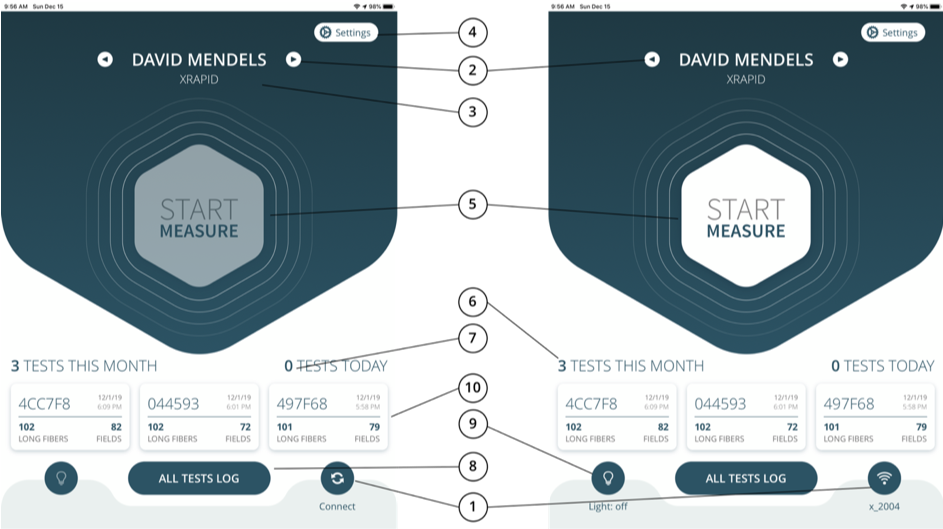 9:56 AM Sun Dec 15
98%
Settings
DAVID MENDELS
XRAPID
START
MEASURE
3 TESTS THIS MONTH
0 TESTS TODAY
4CC7F8
12/1/19
6:09 PM
102
82
LONG FIBERS
FIELDS
044593
12/1/19
6:01 PM
102
72
LONG FIBERS
FIELDS
497F68
12/1/19
5:58 PM
101
79
LONG FIBERS
FIELDS
ALL TESTS LOG
Connect
4
2
3
5
6
7
10
9
8
1
9:56 AM Sun Dec 15
98%
Settings
DAVID MENDELS
XRAPID
START
MEASURE
3 TESTS THIS MONTH
0 TESTS TODAY
4CC7F8
12/1/19
6:09 PM
102
82
LONG FIBERS
FIELDS
044593
12/1/19
6:01 PM
102
72
LONG FIBERS
FIELDS
497F68
12/1/19
5:58 PM
101
79
LONG FIBERS
FIELDS
Light: off
ALL TESTS LOG
x_2004